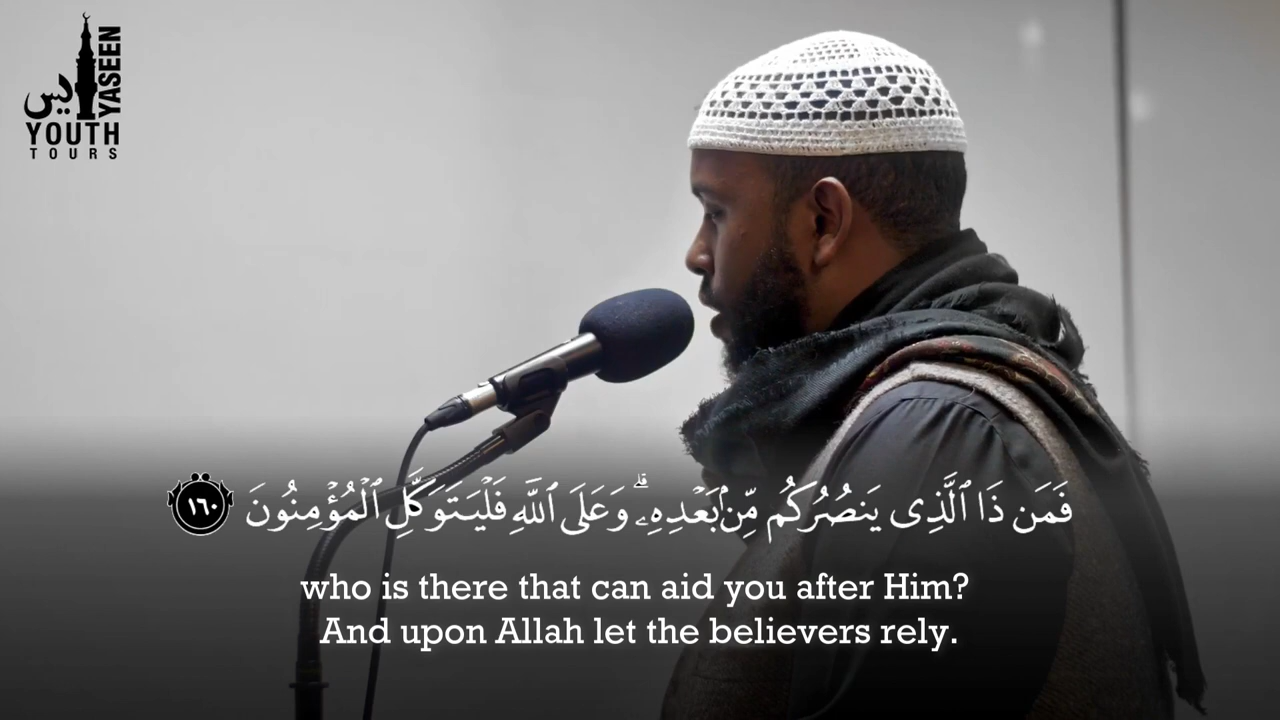 يس
YASEEN
YOUTH
TOURS
فَمَن ذَا ٱلَّذِى يَنصُرُكُم مِّنۢ بَعْدِهِۦ ۗ وَعَلَى ٱللَّهِ فَلْيَتَوَكَّلِ ٱلْمُؤْمِنُونَ ١٦٠
who is there that can aid you after Him?
And upon Allah let the believers rely.